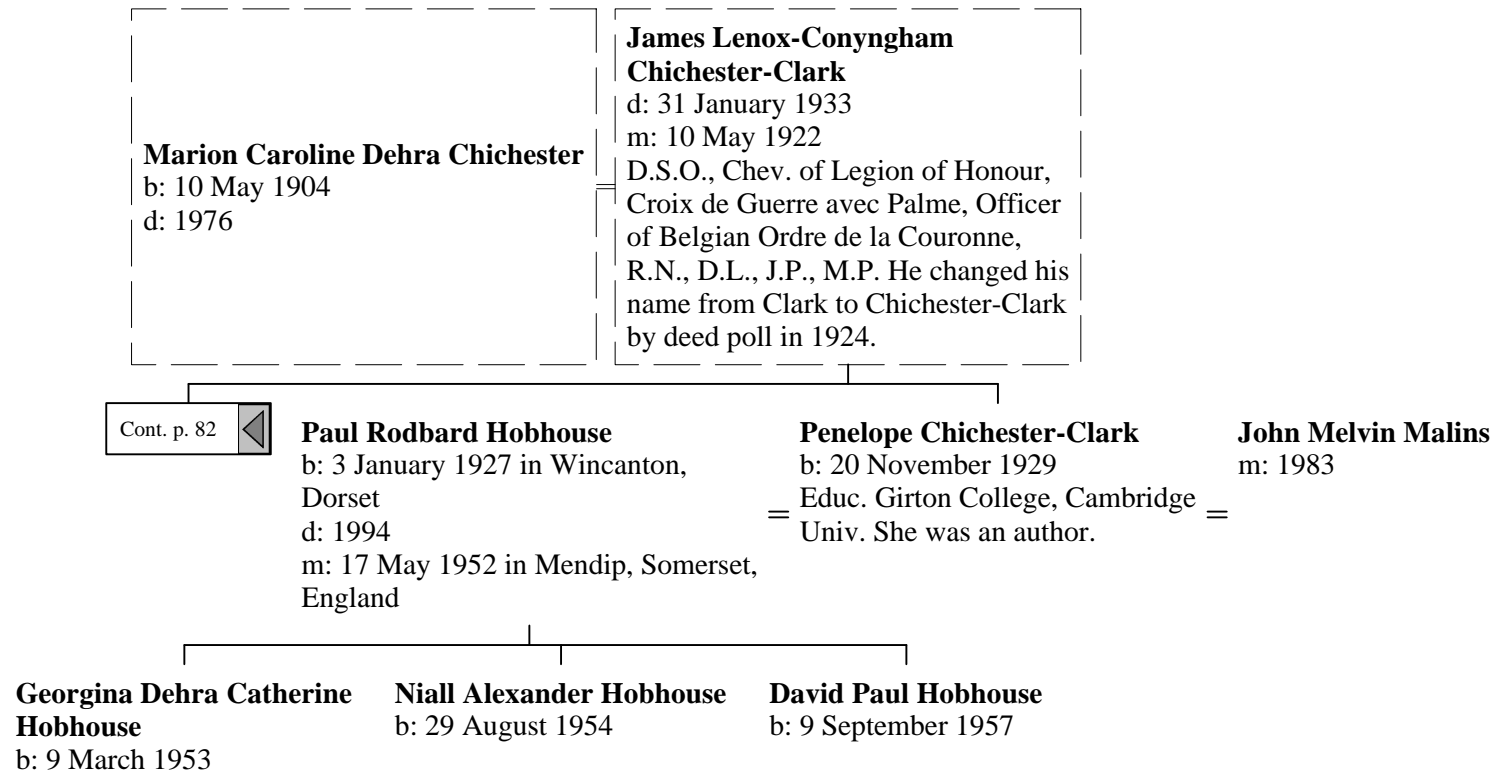 Marion Caroline Dehra Chichester
b: 10 May 1904
d: 1976
=
James Lenox-Conyngham
Chichester-Clark
d: 31 January 1933
m: 10 May 1922
D.S.O., Chev. of Legion of Honour,
Croix de Guerre avec Palme, Officer
of Belgian Ordre de la Couronne,
R.N., D.L., J.P., M.P. He changed his
name from Clark to Chichester-Clark
by deed poll in 1924.
Cont. p. 82
Paul Rodbard Hobhouse
b: 3 January 1927 in Wincanton,
Dorset
d: 1994
m: 17 May 1952 in Mendip, Somerset,
England
=
Penelope Chichester-Clark
b: 20 November 1929
Educ. Girton College, Cambridge
Univ. She was an author.
=
John Melvin Malins
m: 1983
Georgina Dehra Catherine
Hobhouse
b: 9 March 1953
Niall Alexander Hobhouse
b: 29 August 1954
David Paul Hobhouse
b: 9 September 1957